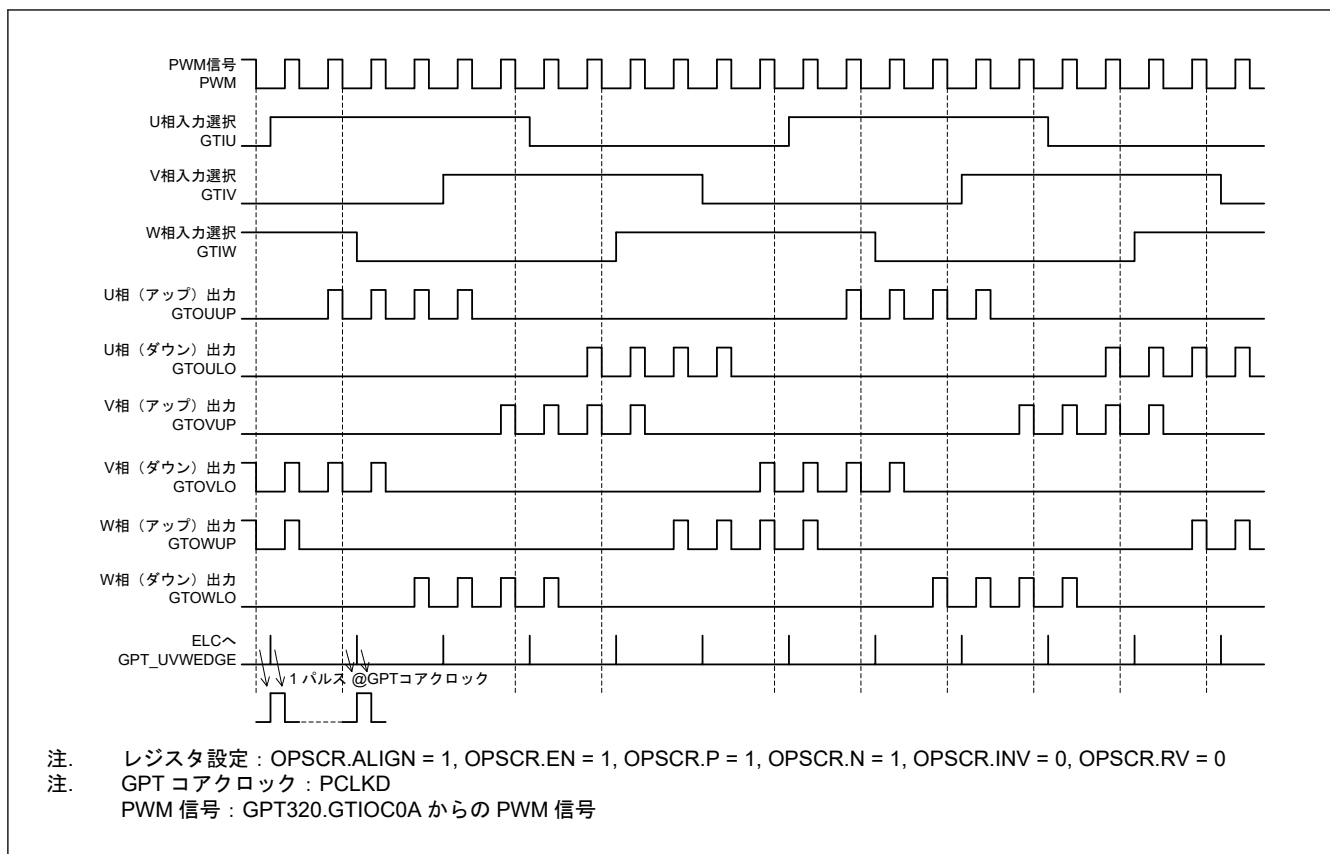 PWM信号
PWM
U相入力選択
GTIU
V相入力選択
GTIV
W相入力選択
GTIW
U相（アップ）出力
GTOUUP
U相（ダウン）出力
GTOULO
V相（アップ）出力
GTOVUP
V相（ダウン）出力
GTOVLO
W相（アップ）出力
GTOWUP
W相（ダウン）出力
GTOWLO
ELCへ
GPT_UVWEDGE
1 パルス @GPTコアクロック
注. レジスタ設定：OPSCR.ALIGN = 1, OPSCR.EN = 1, OPSCR.P = 1, OPSCR.N = 1, OPSCR.INV = 0, OPSCR.RV = 0
注. GPT コアクロック：PCLKD
PWM 信号：GPT320.GTIOC0A からの PWM 信号